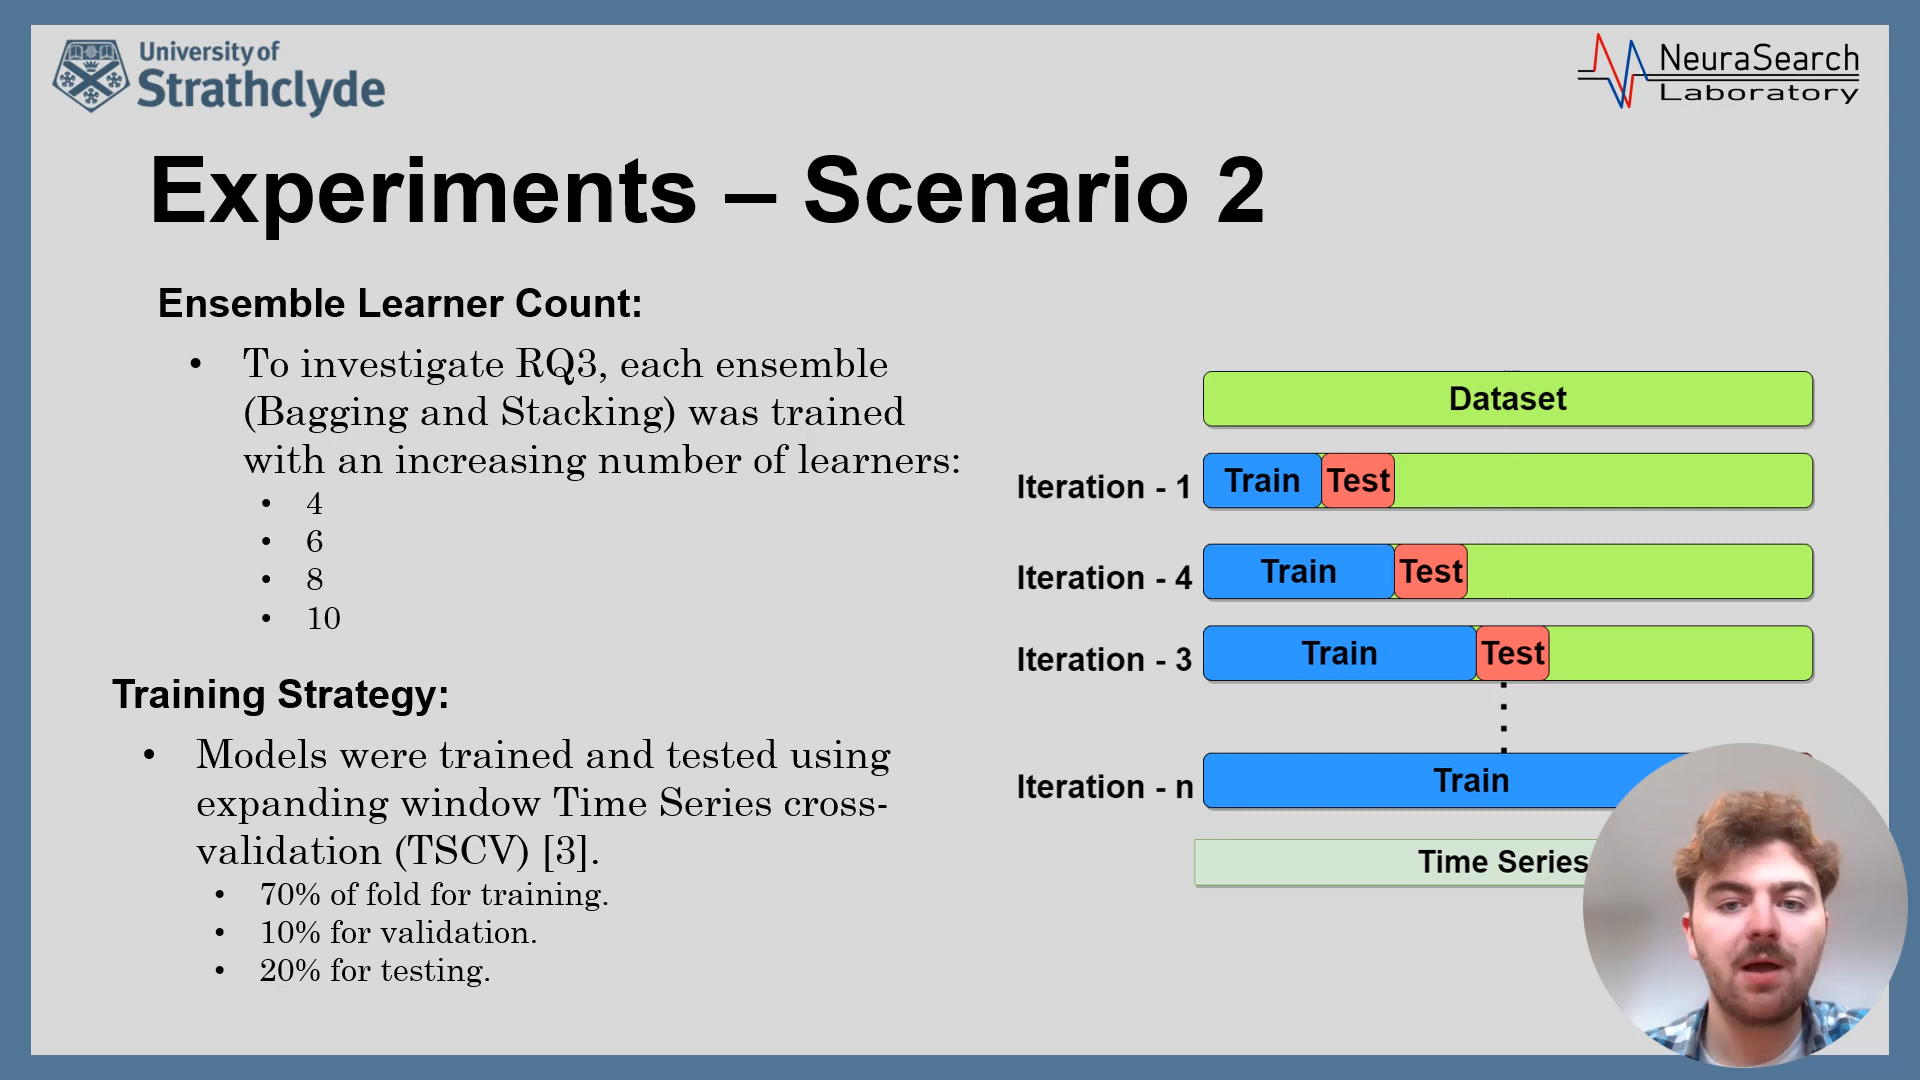 University of
Strathclyde
NeuraSearch
Laboratory
Experiments – Scenario 2
Ensemble Learner Count:
• To investigate RQ3, each ensemble
(Bagging and Stacking) was trained
with an increasing number of learners:
• 4
• 6
• 8
• 10
Training Strategy:
• Models were trained and tested using
expanding window Time Series cross-
validation (TSCV) [3].
• 70% of fold for training.
• 10% for validation.
• 20% for testing.
Dataset
Iteration - 1 Train Test
Iteration - 4 Train Test
Iteration - 3 Train Test
Iteration - n Train
Time Series